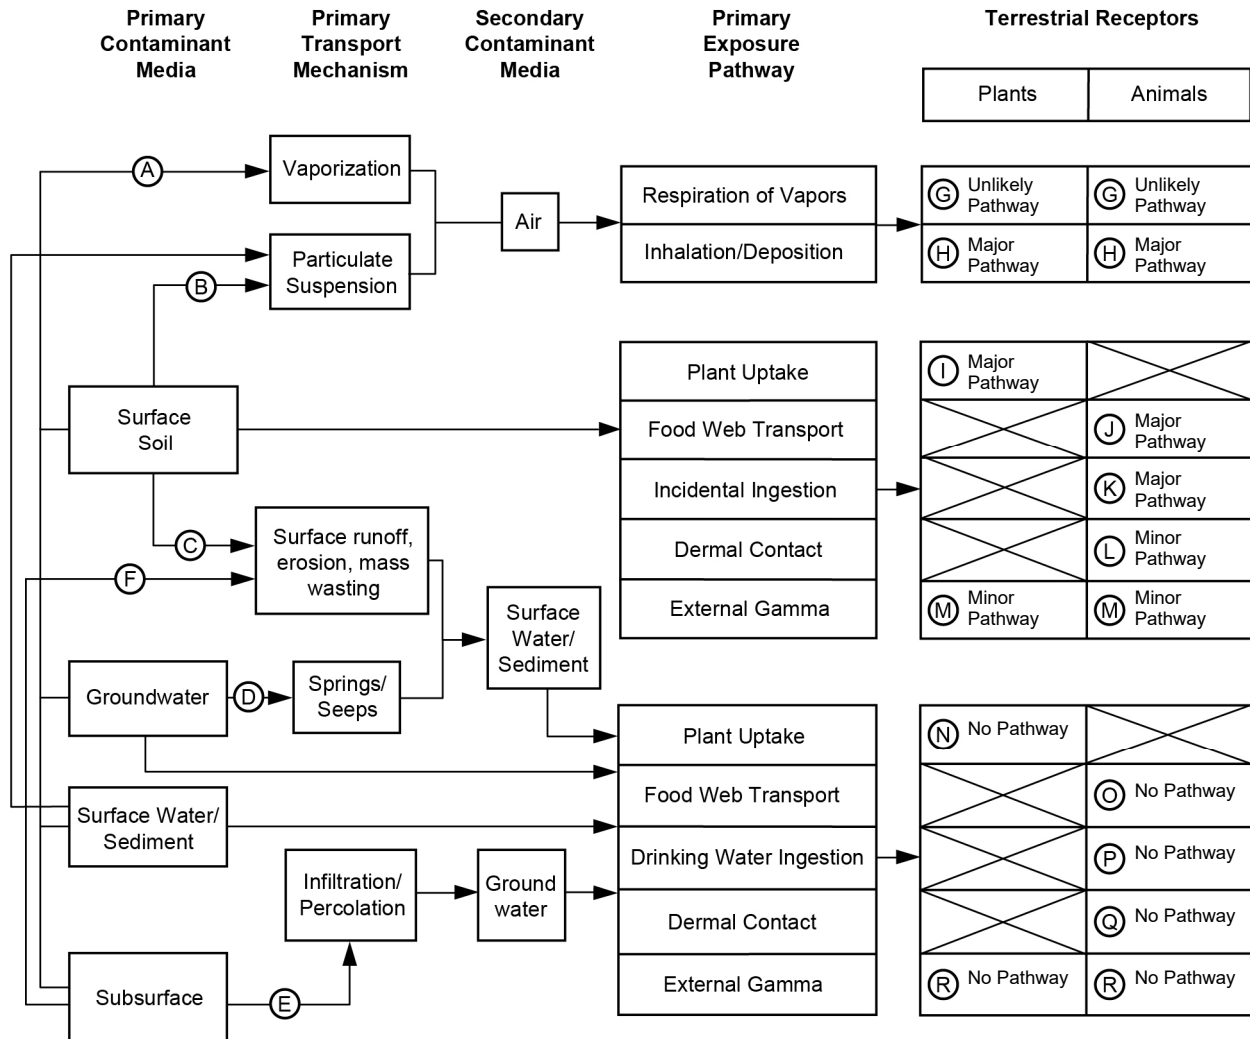 Primary
Contaminant
Media
Primary
Transport
Mechanism
Secondary
Contaminant
Media
Primary
Exposure
Pathway
Terrestrial Receptors
Plants
Animals
A
Vaporization
B
Particulate
Suspension
Air
Respiration of Vapors
Inhalation/Deposition
G
Unlikely
Pathway
G
Unlikely
Pathway
H
Major
Pathway
H
Major
Pathway
Surface
Soil
Plant Uptake
Food Web Transport
Incidental Ingestion
Dermal Contact
External Gamma
I
Major
Pathway
J
Major
Pathway
K
Major
Pathway
L
Minor
Pathway
M
Minor
Pathway
M
Minor
Pathway
C
F
Surface runoff,
erosion, mass
wasting
Surface
Water/
Sediment
Groundwater
D
Springs/
Seeps
Surface Water/
Sediment
Infiltration/
Percolation
Ground
water
Subsurface
E
Plant Uptake
Food Web Transport
Drinking Water Ingestion
Dermal Contact
External Gamma
N
No Pathway
O
No Pathway
P
No Pathway
Q
No Pathway
R
No Pathway
R
No Pathway